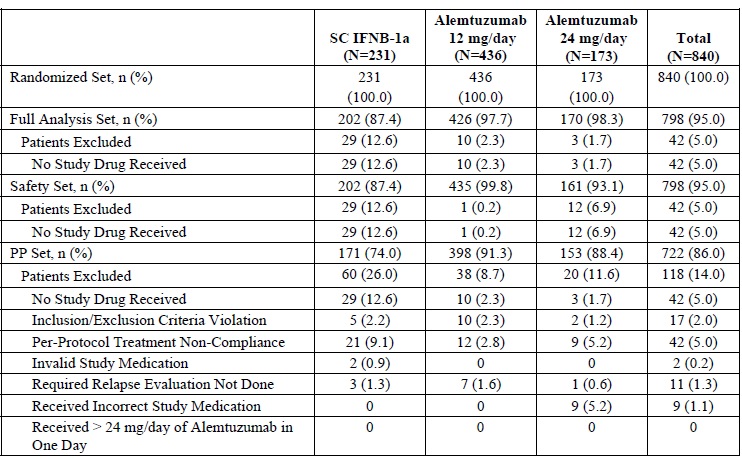 SC IFNB-1a (N=231) | Alemtuzumab 12 mg/day (N=436) | Alemtuzumab 24 mg/day (N=173) | Total (N=840)
Randomized Set, n (%) | 231 (100.0) | 436 (100.0) | 173 (100.0) | 840 (100.0)
Full Analysis Set, n (%) | 202 (87.4) | 426 (97.7) | 170 (98.3) | 798 (95.0)
Patients Excluded | 29 (12.6) | 10 (2.3) | 3 (1.7) | 42 (5.0)
No Study Drug Received | 29 (12.6) | 10 (2.3) | 3 (1.7) | 42 (5.0)
Safety Set, n (%) | 202 (87.4) | 435 (99.8) | 161 (93.1) | 798 (95.0)
Patients Excluded | 29 (12.6) | 1 (0.2) | 12 (6.9) | 42 (5.0)
No Study Drug Received | 29 (12.6) | 1 (0.2) | 12 (6.9) | 42 (5.0)
PP Set, n (%) | 171 (74.0) | 398 (91.3) | 153 (88.4) | 722 (86.0)
Patients Excluded | 60 (26.0) | 38 (8.7) | 20 (11.6) | 118 (14.0)
No Study Drug Received | 29 (12.6) | 10 (2.3) | 3 (1.7) | 42 (5.0)
Inclusion/Exclusion Criteria Violation | 5 (2.2) | 10 (2.3) | 2 (1.2) | 17 (2.0)
Per-Protocol Treatment Non-Compliance | 21 (9.1) | 12 (2.8) | 9 (5.2) | 42 (5.0)
Invalid Study Medication | 2 (0.9) | 0 | 0 | 2 (0.2)
Required Relapse Evaluation Not Done | 3 (1.3) | 7 (1.6) | 1 (0.6) | 11 (1.3)
Received Incorrect Study Medication | 0 | 0 | 9 (5.2) | 9 (1.1)
Received > 24 mg/day of Alemtuzumab in One Day | 0 | 0 | 0 | 0